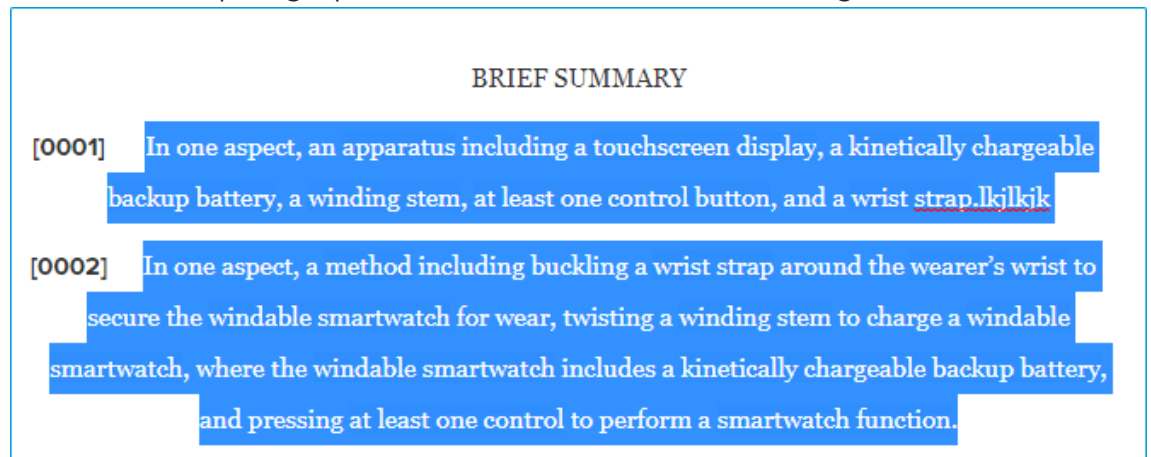 BRIEF SUMMARY
[0001] In one aspect, an apparatus including a touchscreen display, a kinetically chargeable
backup battery, a winding stem, at least one control button, and a wrist strap.lkjlkjk
[0002] In one aspect, a method including buckling a wrist strap around the wearer’s wrist to
secure the windable smartwatch for wear, twisting a winding stem to charge a windable
smartwatch, where the windable smartwatch includes a kinetically chargeable backup battery,
and pressing at least one control to perform a smartwatch function.